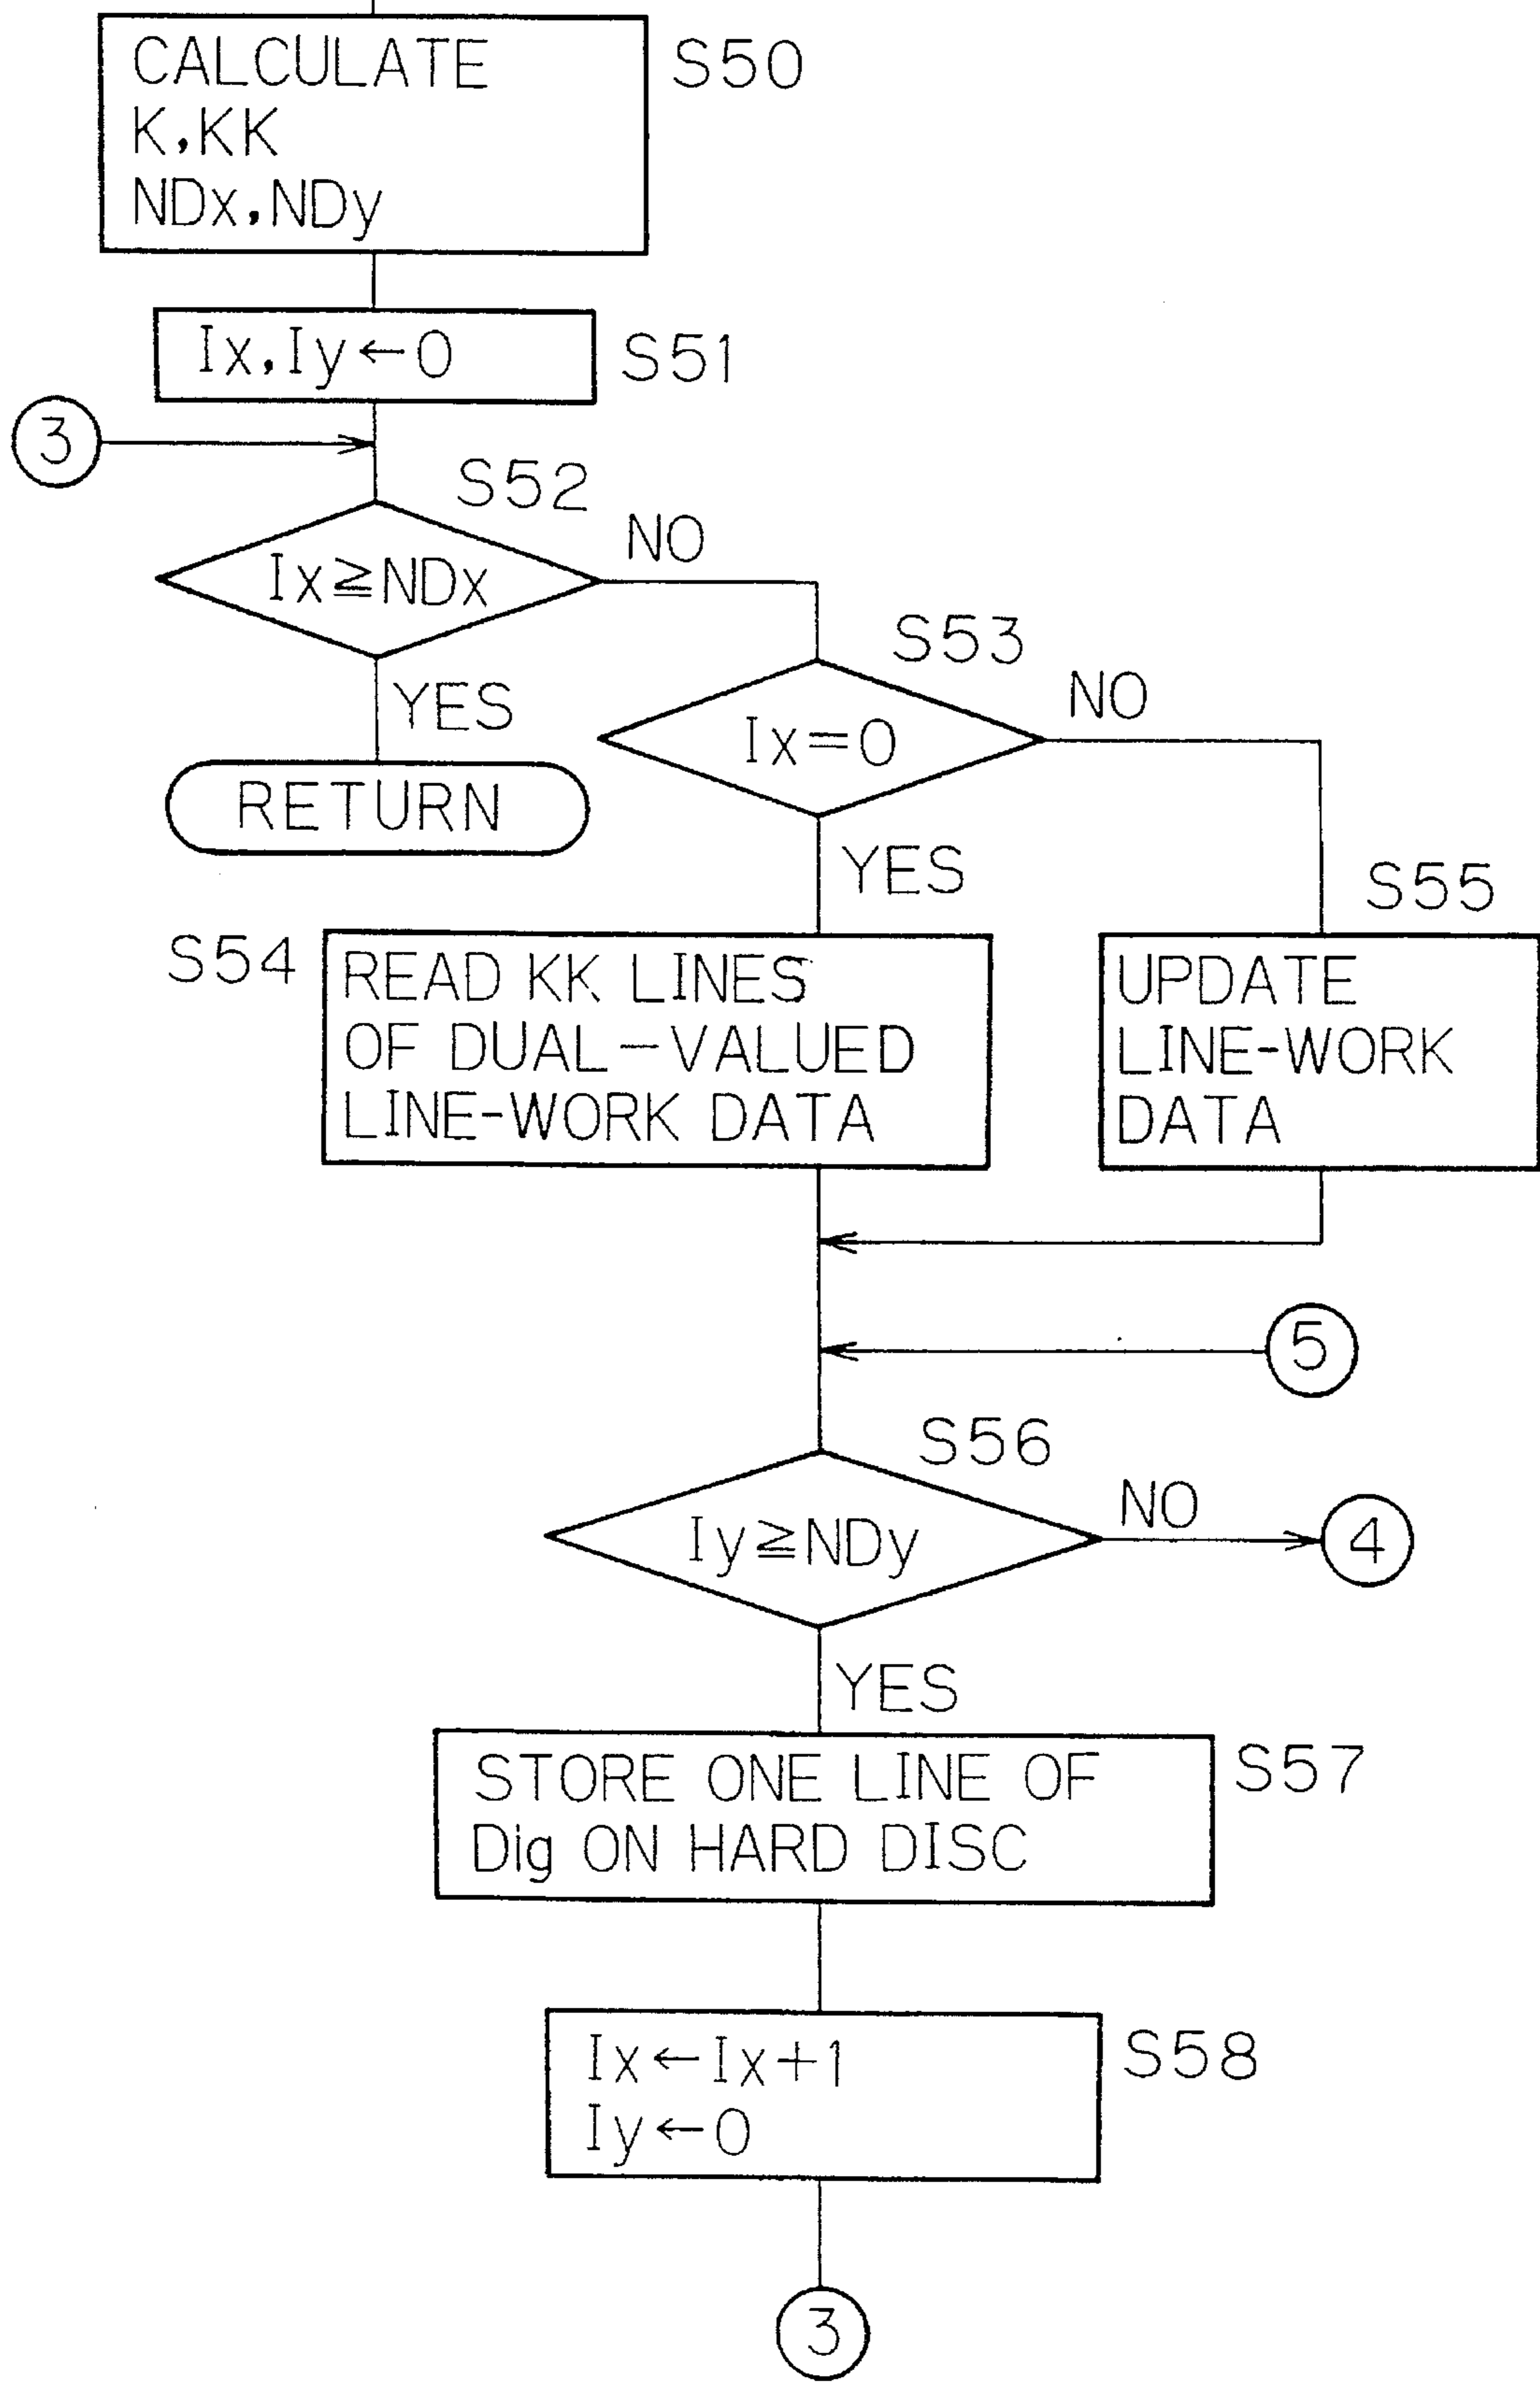 CALCULATE
K,KK
NDx,NDy
S50
Ix,Iy←0
S51
3
S52
Ix≧NDx
NO
YES
RETURN
S53
Ix=0
NO
YES
S54
READ KK LINES
OF DUAL-VALUED
LINE-WORK DATA
S55
UPDATE
LINE-WORK
DATA
5
S56
Iy≧NDy
NO
4
YES
STORE ONE LINE OF
Dig ON HARD DISC
S57
Ix←Ix+1
Iy←0
S58
3